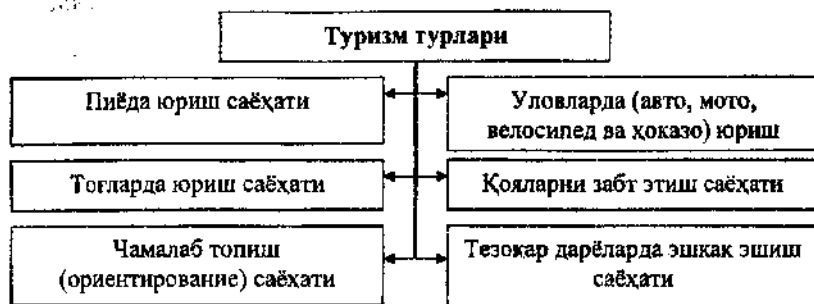 Туризм турлари
Пиёда юриш саёҳати
Уловларда (авто, мото,
велосипед ва ҳоказо) юриш
Тоғларда юриш саёҳати
Қояларни забт этиш саёҳати
Чамалаб топиш
(ориентирование) саёҳати
Тезоқар дарёларда эшкак эшиш
саёҳати